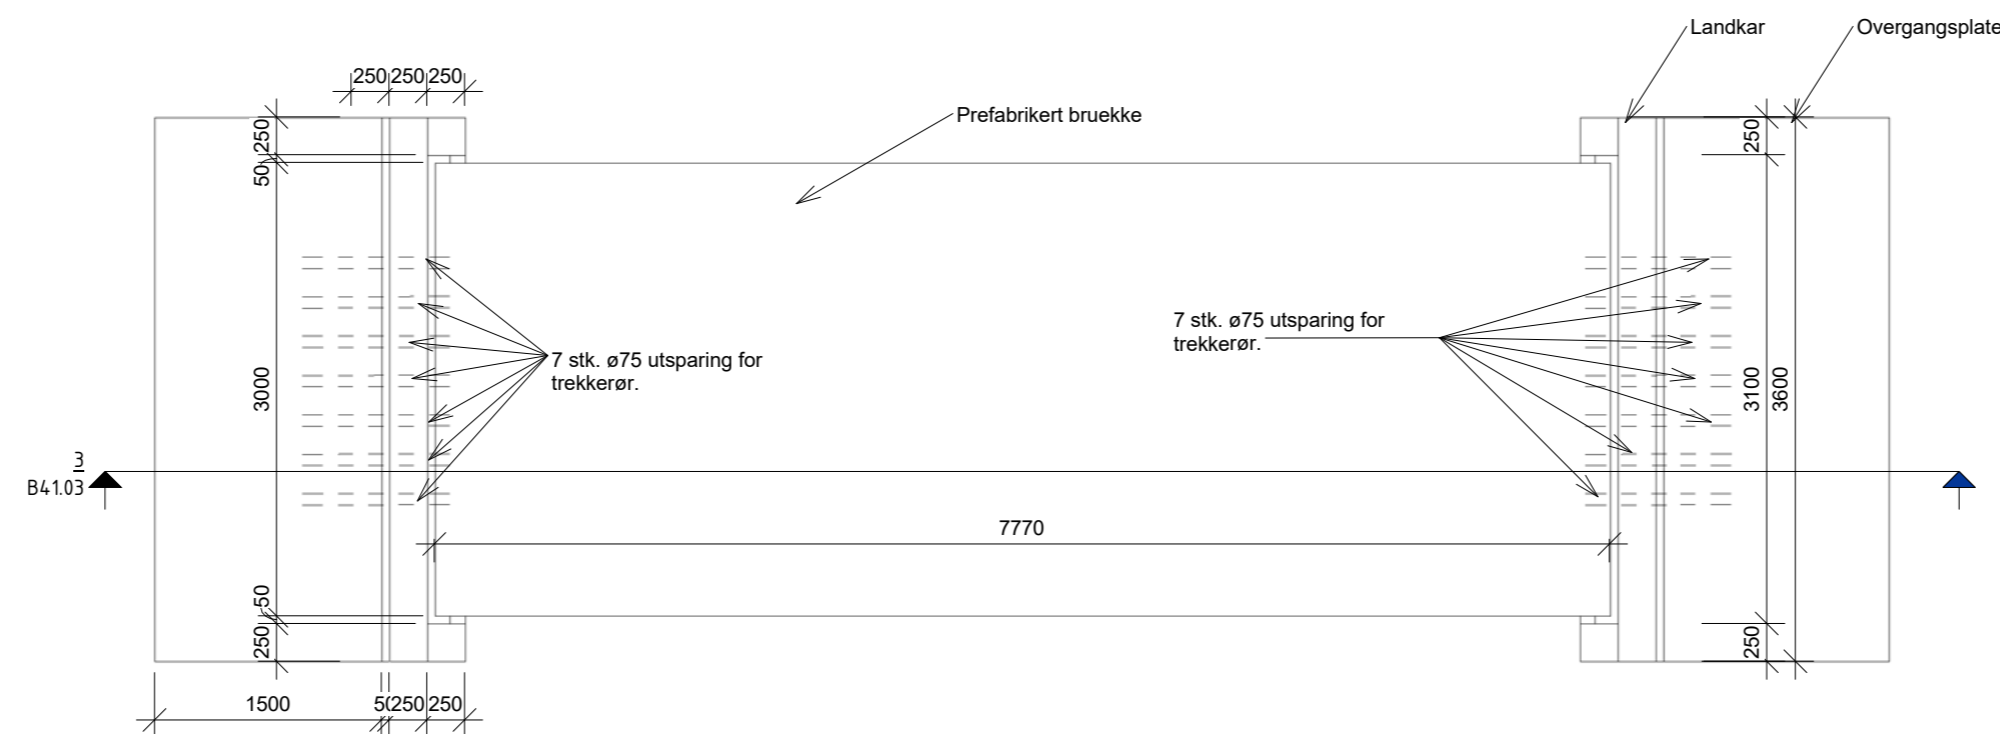 Landkar
Overgangsplate
250 250 250
Prefabrikert bruekke
250
250
50
7 stk. ø75 utsparing for
trekkerør.
7 stk. ø75 utsparing for
trekkerør.
3000
3100
3600
3
B41.03
7770
50
250
250
1500
50 250 250